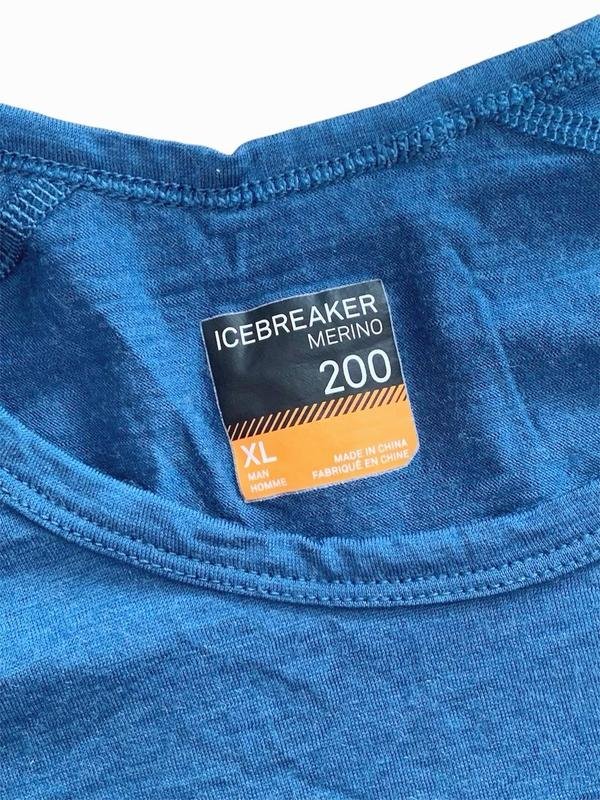 ICEBREAKER
MERINO
200
XL
MAN
HOMME
MADE IN CHINA
FABRIQUÉ EN CHINE